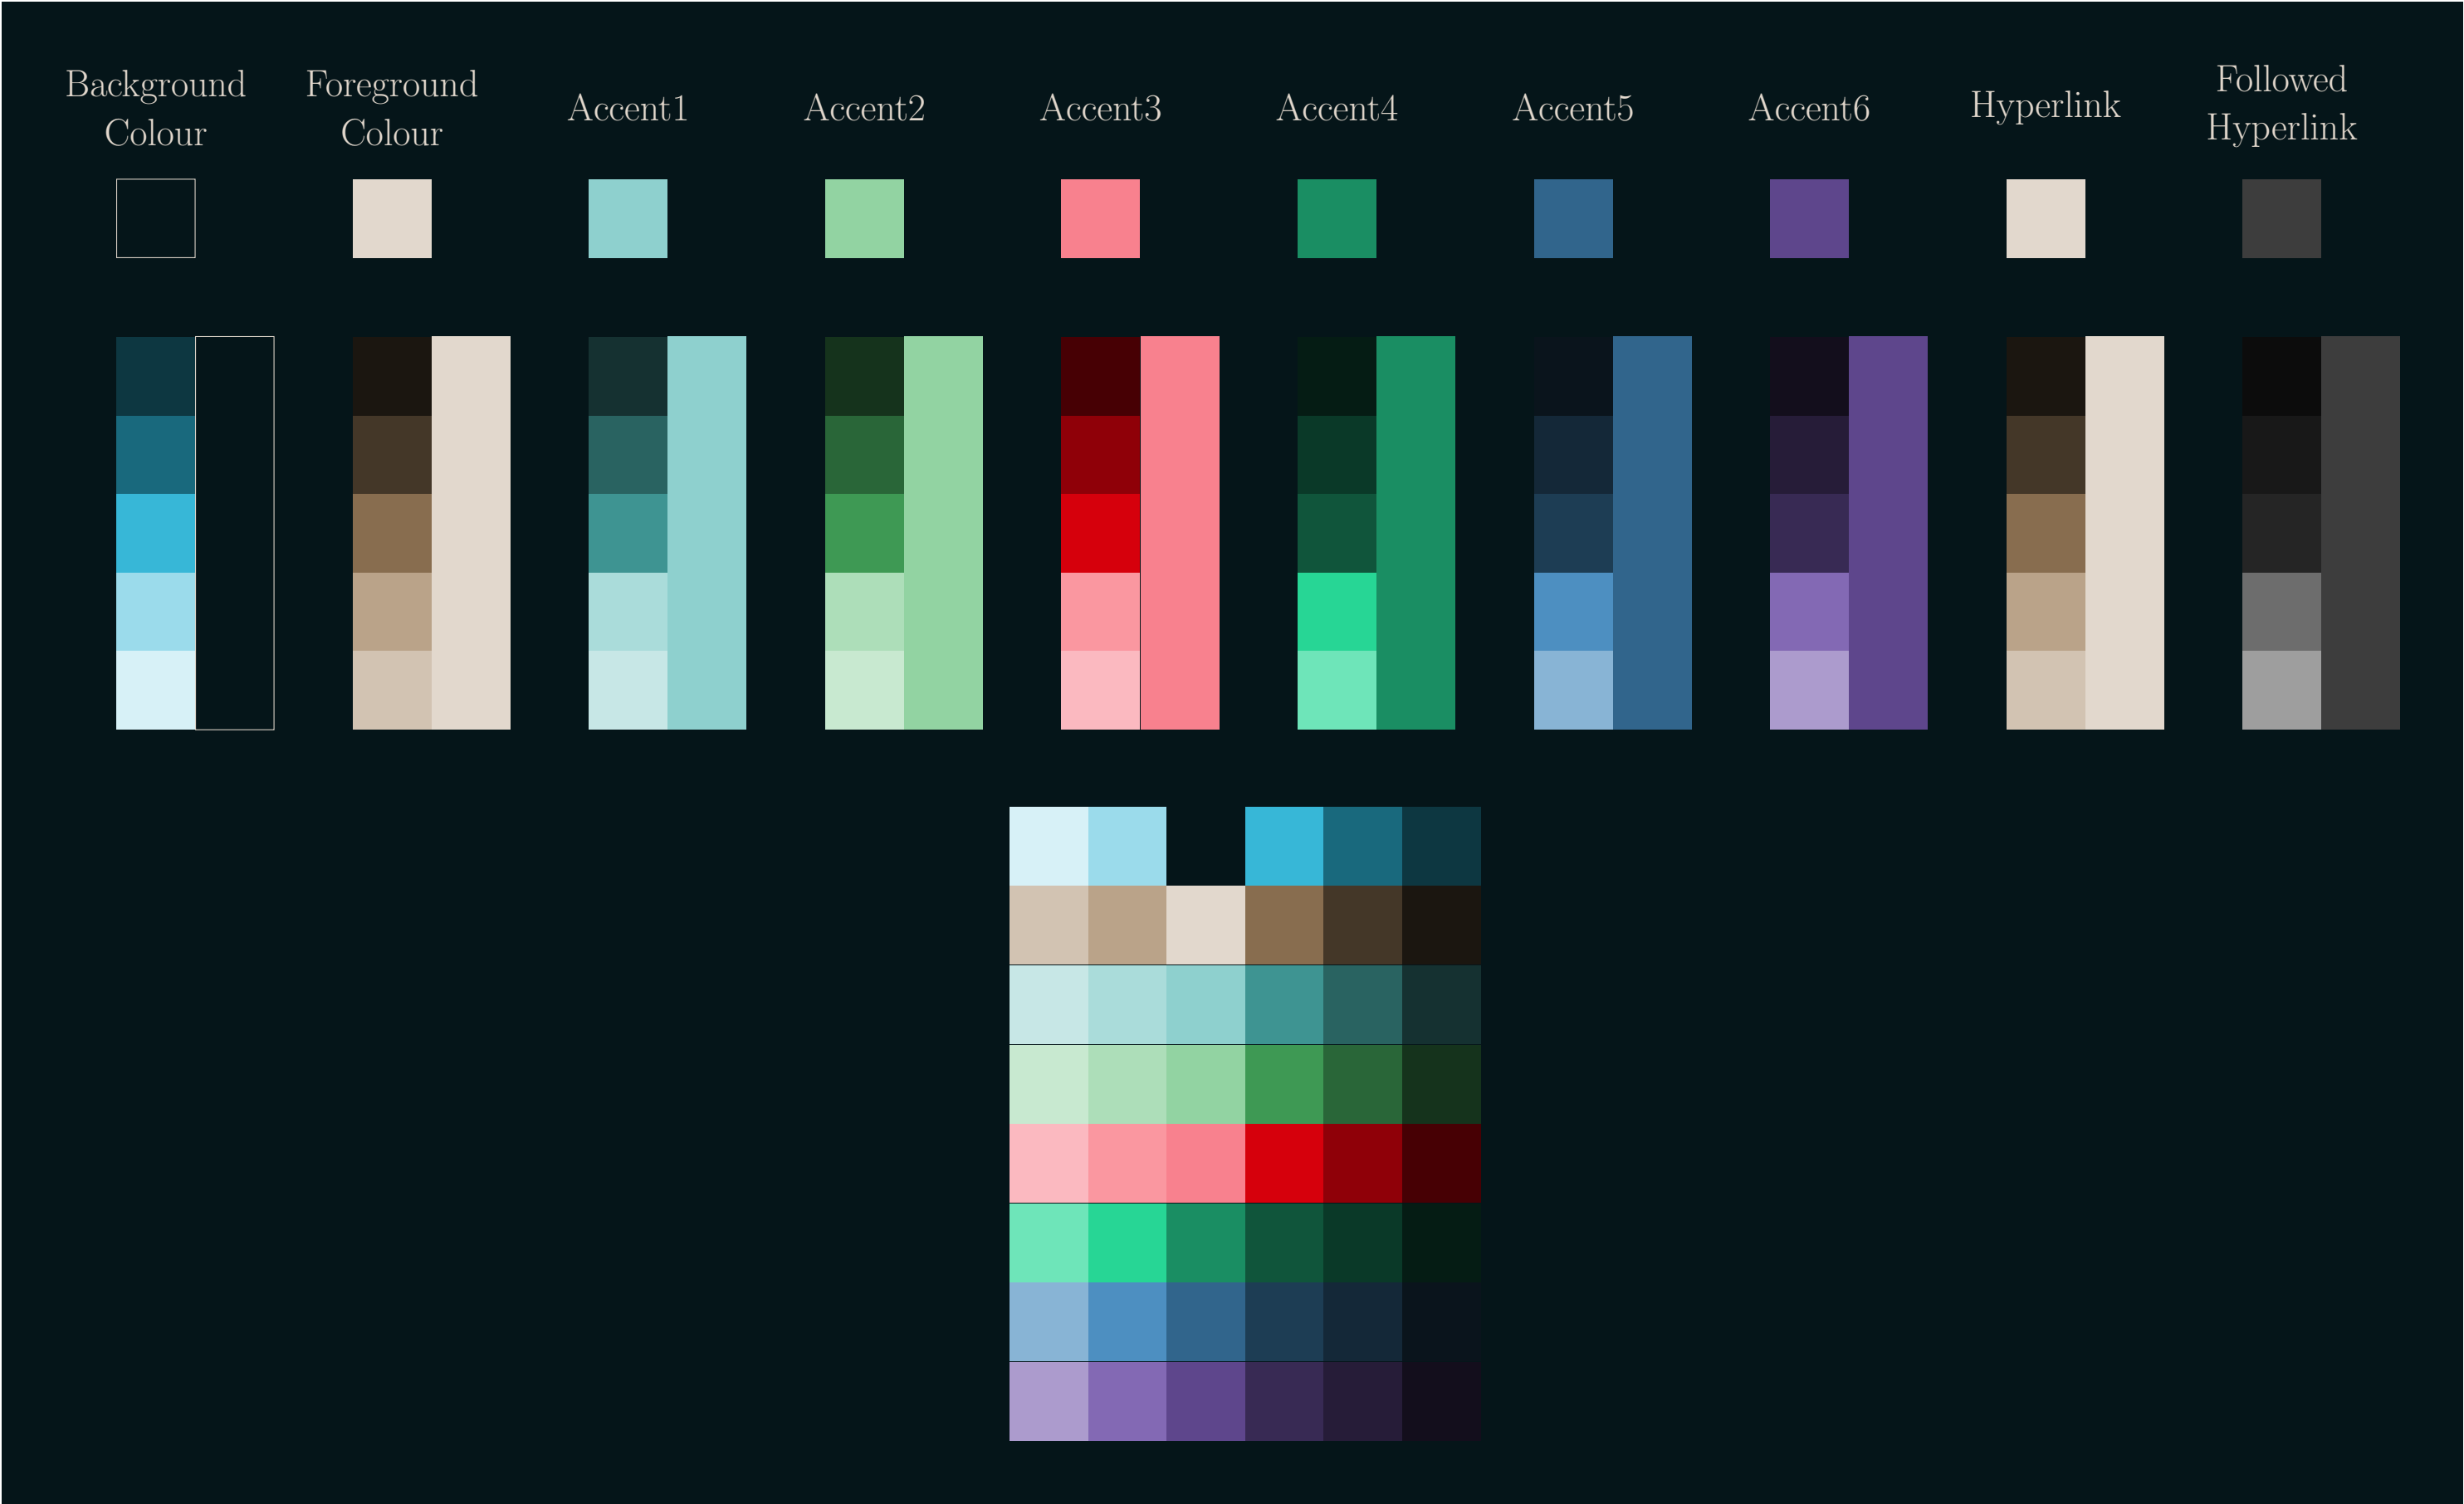 Background
Colour
Foreground
Colour
Accent1
Accent2
Accent3
Accent4
Accent5
Accent6
Hyperlink
Followed
Hyperlink